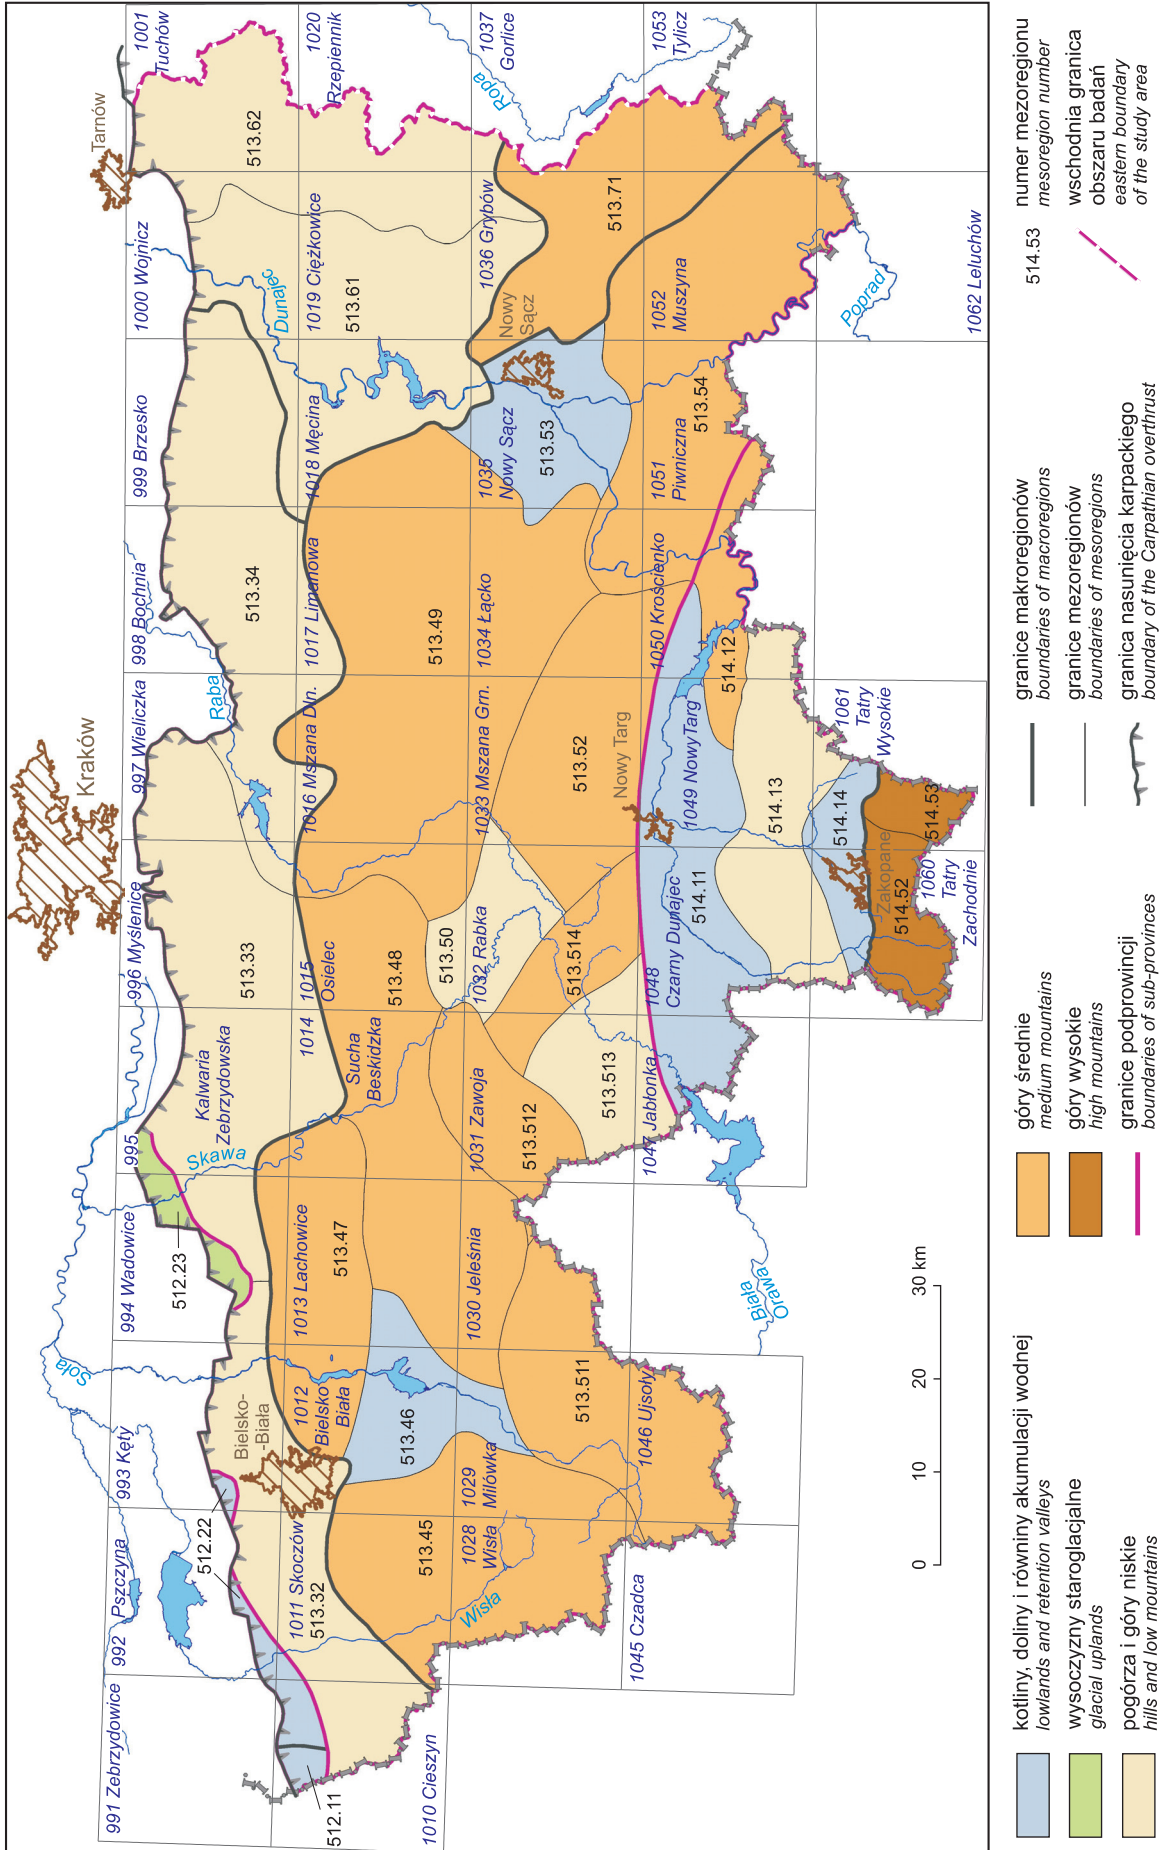 991 Zebrzydowice
992 Pszczyna
993 Kęty
994 Wadowice
995
996 Myślenice
997 Wieliczka
998 Bochnia
999 Brzesko
1000 Wojnicz
1001
Tuchów
Kraków
Tarnów
Soła
Skawa
Raba
Dunajec
Kalwaria
Zebrzydowska
Bielsko-
-Biała
512.11
512.22
512.23
513.32
513.33
513.34
513.61
513.62
1010 Cieszyn
1011 Skoczów
1012
Bielsko
Biała
1013 Lachowice
1014
Sucha
Beskidzka
1015
Osielec
1016 Mszana Dln.
1017 Limanowa
1018 Męcina
1019 Ciężkowice
1020
Rzepiennik
513.45
513.46
513.47
513.48
513.49
513.50
1028
Wisła
1029
Milówka
1030 Jeleśnia
1031 Zawoja
1032 Rabka
1033 Mszana Grn.
1034 Łącko
1035
Nowy Sącz
1036 Grybów
1037
Gorlice
Nowy
Sącz
Wisła
Ropa
513.511
513.512
513.513
513.514
513.52
513.53
513.71
Nowy Targ
1045 Czadca
1046 Ujsoły
1047 Jabłonka
1048
Czarny Dunajec
1049 NowyTarg
1050 Krościenko
1051
Piwniczna
1052
Muszyna
1053
Tylicz
513.54
514.11
514.12
514.13
514.14
514.52
514.53
Zakopane
Biała
Orawa
Poprad
1060
Tatry
Zachodnie
1061
Tatry
Wysokie
1062 Leluchów
0
10
20
30 km
kotliny, doliny i równiny akumulacji wodnej
lowlands and retention valleys
wysoczyzny staroglacjalne
glacial uplands
pogórza i góry niskie
hills and low mountains
góry średnie
medium mountains
góry wysokie
high mountains
granice podprowincji
boundaries of sub-provinces
granice makroregionów
boundaries of macroregions
granice mezoregionów
boundaries of mesoregions
granica nasunięcia karpackiego
boundary of the Carpathian overthrust
514.53
numer mezoregionu
mesoregion number
wschodnia granica
obszaru badań
eastern boundary
of the study area